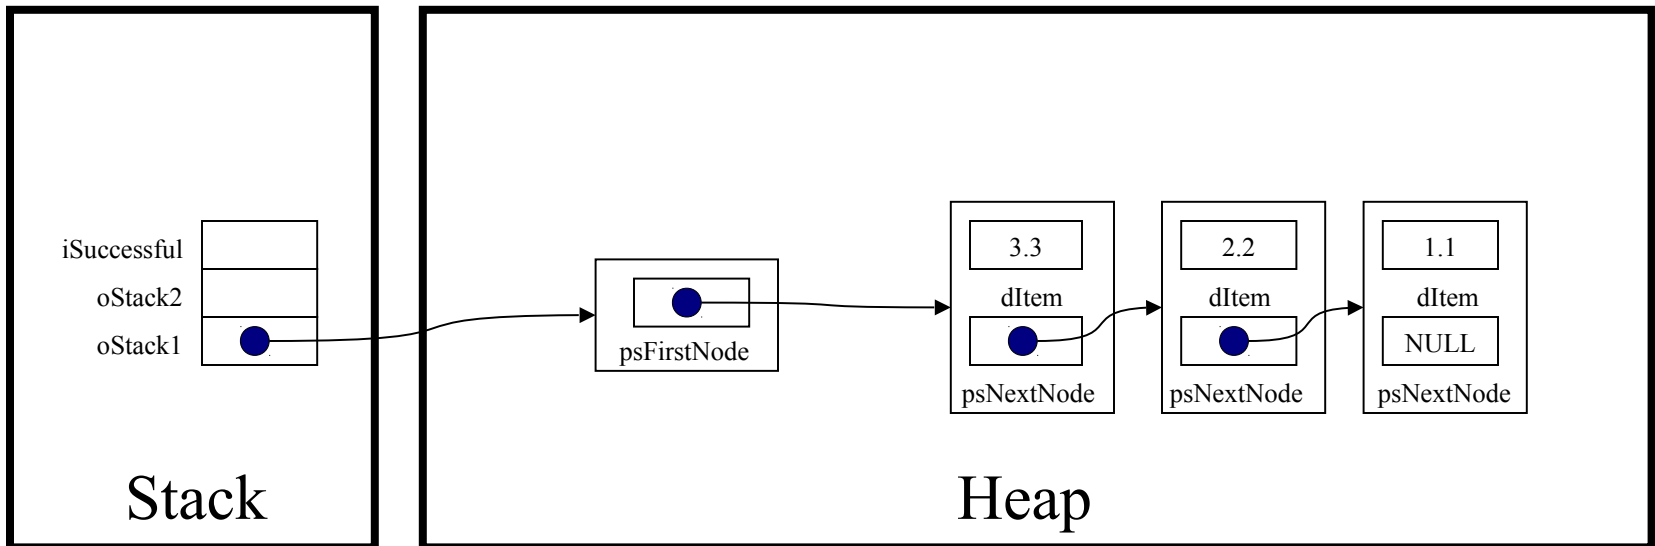 iSuccessful
oStack2
oStack1
Stack
psFirstNode
3.3
dItem
psNextNode
2.2
dItem
psNextNode
1.1
dItem
NULL
psNextNode
Heap